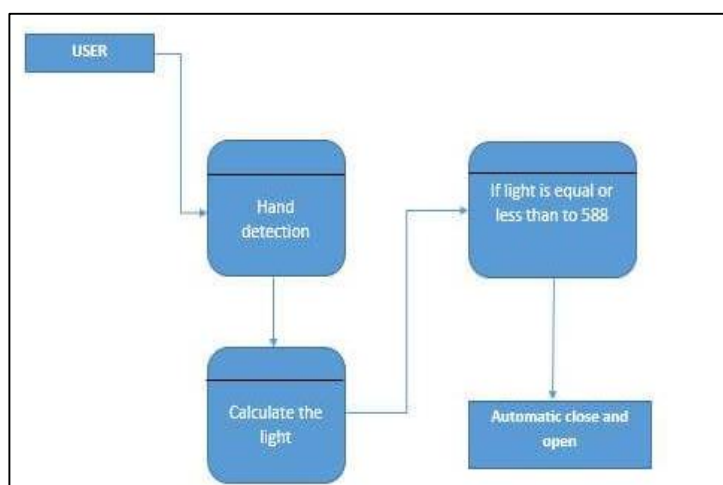 USER
Hand
detection
Calculate the
light
If light is equal or
less than to 588
Automatic close and
open